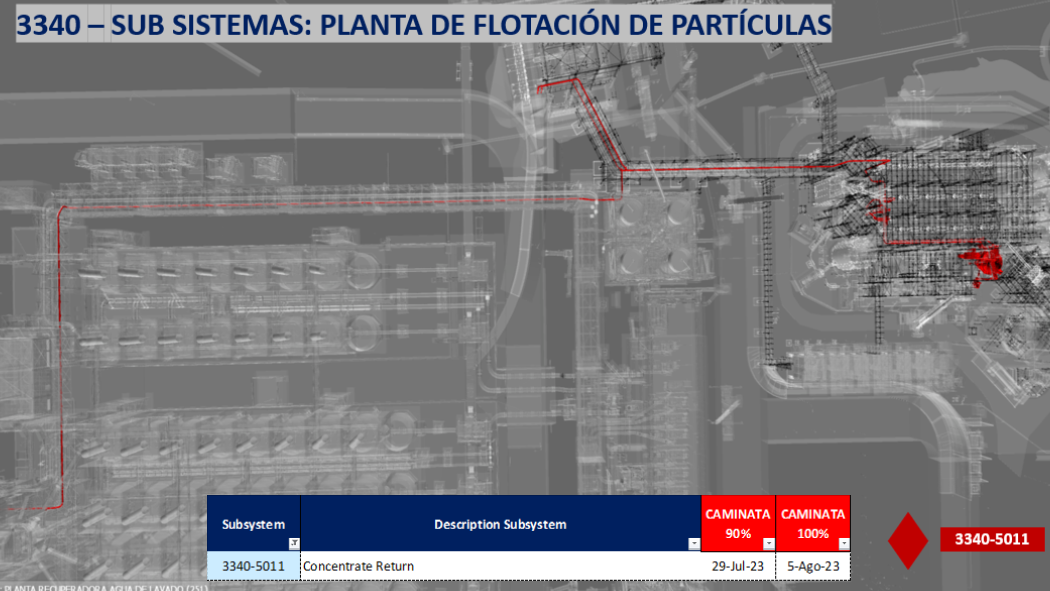 3340 – SUB SISTEMAS: PLANTA DE FLOTACIÓN DE PARTÍCULAS
Subsystem Description Subsystem CAMINATA 90% CAMINATA 100%
3340-5011 Concentrate Return 29-Jul-23 5-Ago-23
3340-5011
: PLANTA RECUPERADORA AGUA DE LAVADO (251)